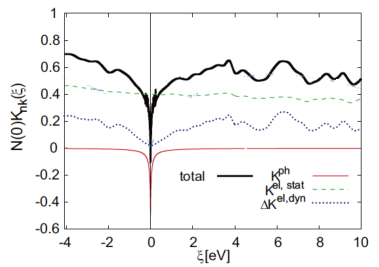 N(0)K_nk(ξ)
1
0.8
0.6
0.4
0.2
0
-0.2
-0.4
-0.6
total
K^ph
K^el, stat
ΔK^el,dyn
-4 -2 0 2 4 6 8 10
ξ[eV]